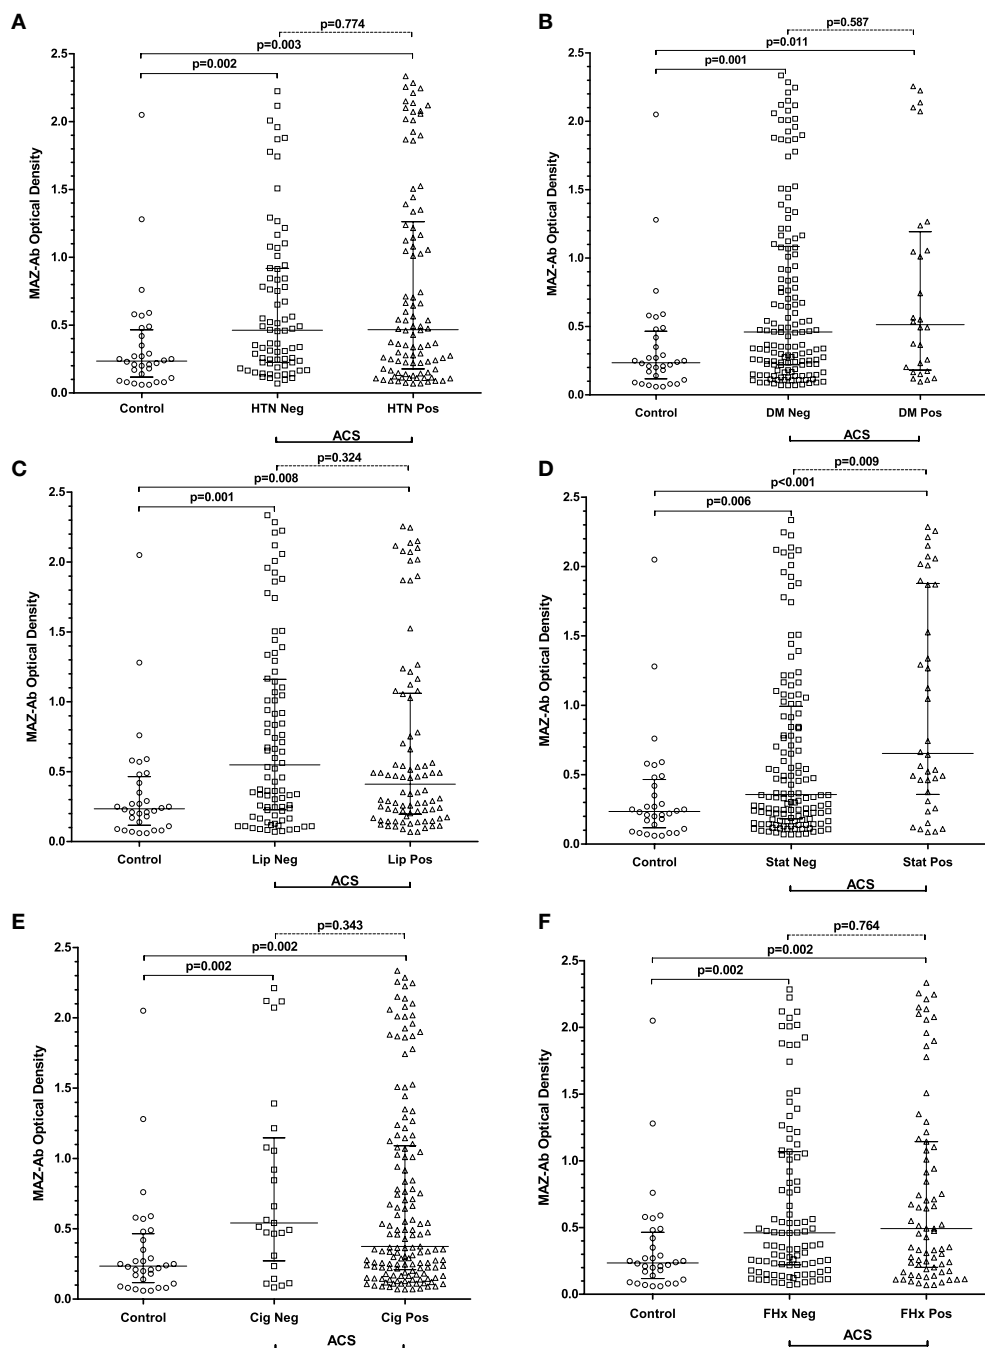 A
p=0.774
p=0.003
p=0.002
2.5
2.0
1.5
1.0
0.5
0.0
MAZ-Ab Optical Density
Control HTN Neg HTN Pos
ACS
B
p=0.587
p=0.011
p=0.001
2.5
2.0
1.5
1.0
0.5
0.0
MAZ-Ab Optical Density
Control DM Neg DM Pos
ACS
C
p=0.324
p=0.008
p=0.001
2.5
2.0
1.5
1.0
0.5
0.0
MAZ-Ab Optical Density
Control Lip Neg Lip Pos
ACS
D
p=0.009
p<0.001
p=0.006
2.5
2.0
1.5
1.0
0.5
0.0
MAZ-Ab Optical Density
Control Stat Neg Stat Pos
ACS
E
p=0.343
p=0.002
p=0.002
2.5
2.0
1.5
1.0
0.5
0.0
MAZ-Ab Optical Density
Control Cig Neg Cig Pos
ACS
F
p=0.764
p=0.002
p=0.002
2.5
2.0
1.5
1.0
0.5
0.0
MAZ-Ab Optical Density
Control FHx Neg FHx Pos
ACS